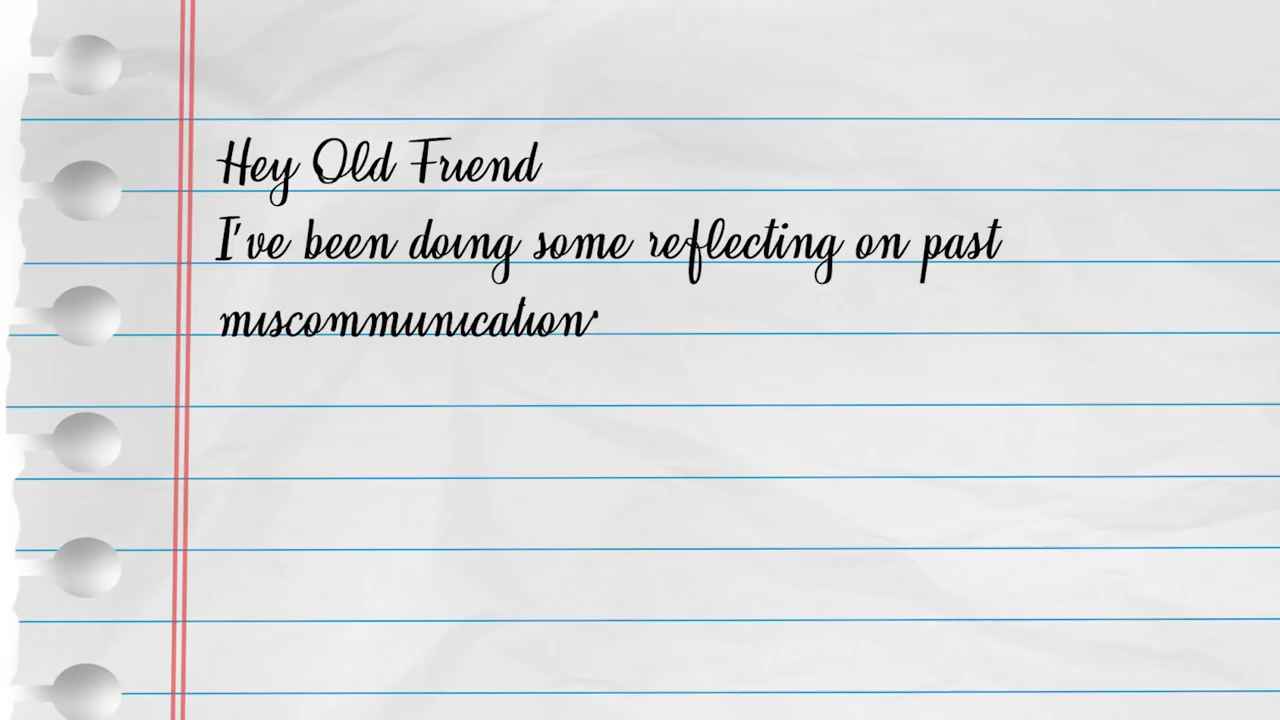 Hey Old Friend
I've been doing some reflecting on past
miscommunication